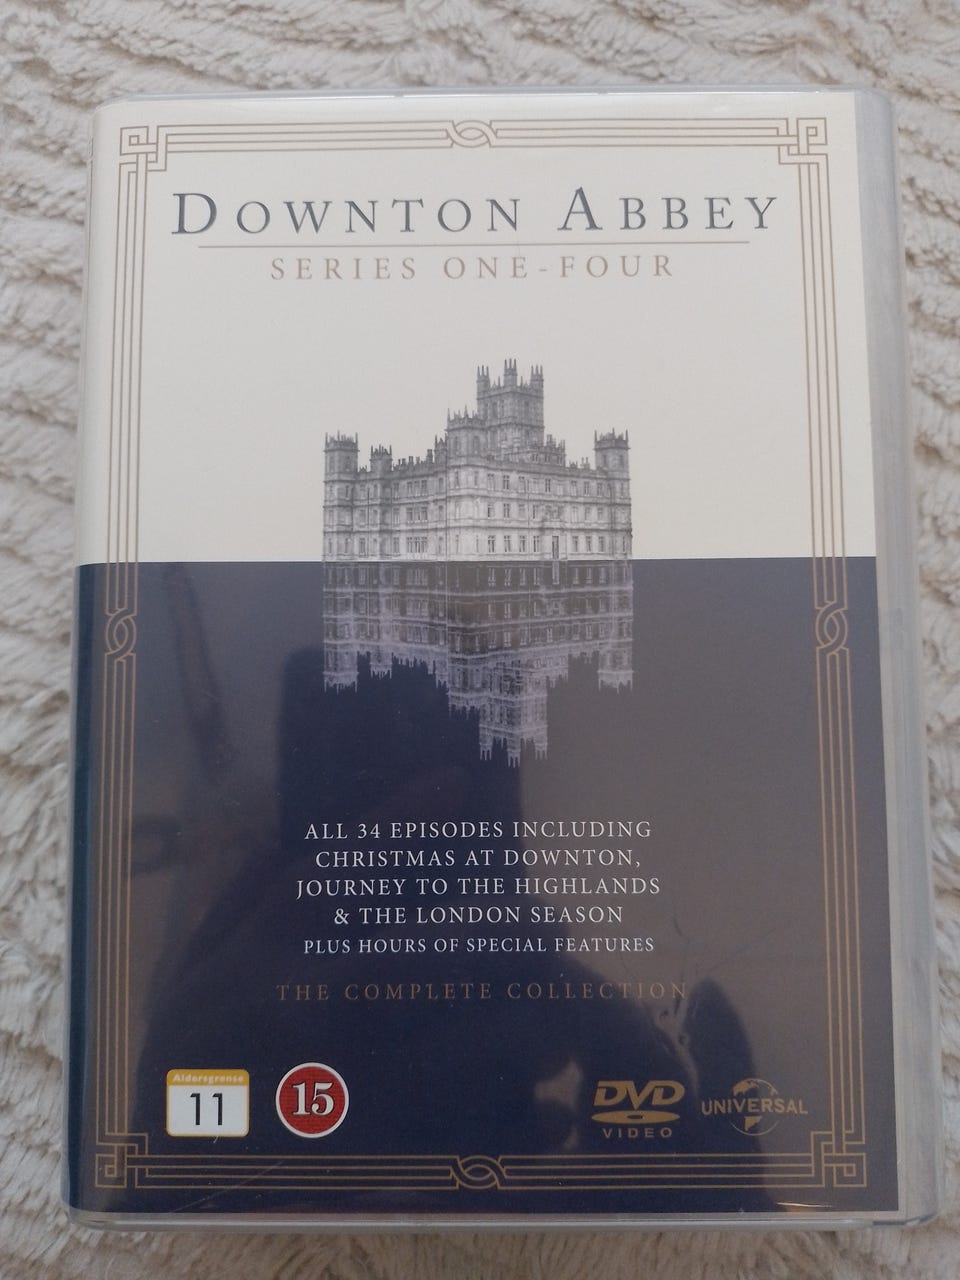 DOWNTON ABBEY
SERIES ONE-FOUR
ALL 34 EPISODES INCLUDING
CHRISTMAS AT DOWNTON,
JOURNEY TO THE HIGHLANDS
& THE LONDON SEASON
PLUS HOURS OF SPECIAL FEATURES
THE COMPLETE COLLECTION
Aldersgrense
11
15
DVD
VIDEO
UNIVERSAL